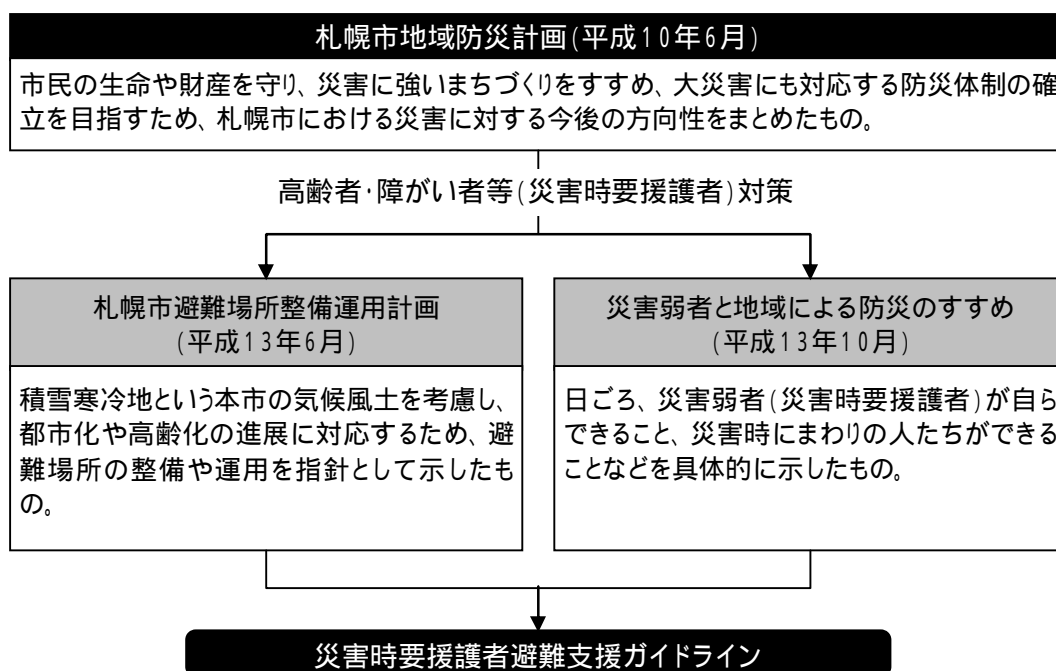 札幌市地域防災計画(平成10年6月)
市民の生命や財産を守り、災害に強いまちづくりをすすめ、大災害にも対応する防災体制の確
立を目指すため、札幌市における災害に対する今後の方向性をまとめたもの。
高齢者・障がい者等(災害時要援護者)対策
札幌市避難場所整備運用計画
(平成13年6月)
積雪寒冷地という本市の気候風土を考慮し、
都市化や高齢化の進展に対応するため、避
難場所の整備や運用を指針として示したも
の。
災害弱者と地域による防災のすすめ
(平成13年10月)
日ごろ、災害弱者(災害時要援護者)が自ら
できること、災害時にまわりの人たちができる
ことなどを具体的に示したもの。
災害時要援護者避難支援ガイドライン